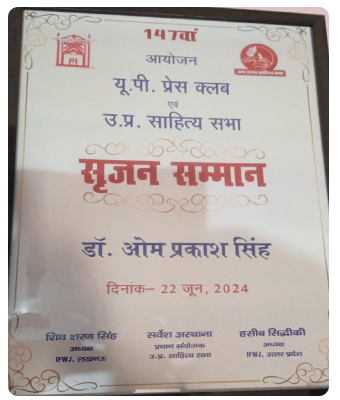 147वां
आयोजन
यू.पी. प्रेस क्लब
एवं
उ.प्र. साहित्य सभा
सृजन सम्मान
डॉ. ओम प्रकाश सिंह
दिनांक– 22 जून, 2024
शिव शरण सिंह
अध्यक्ष
IFWJ, लखनऊ
सर्वेश अस्थाना
प्रधान संयोजक
उ.प्र. साहित्य सभा
हसीब सिद्दीकी
अध्यक्ष
IFWJ, उत्तर प्रदेश